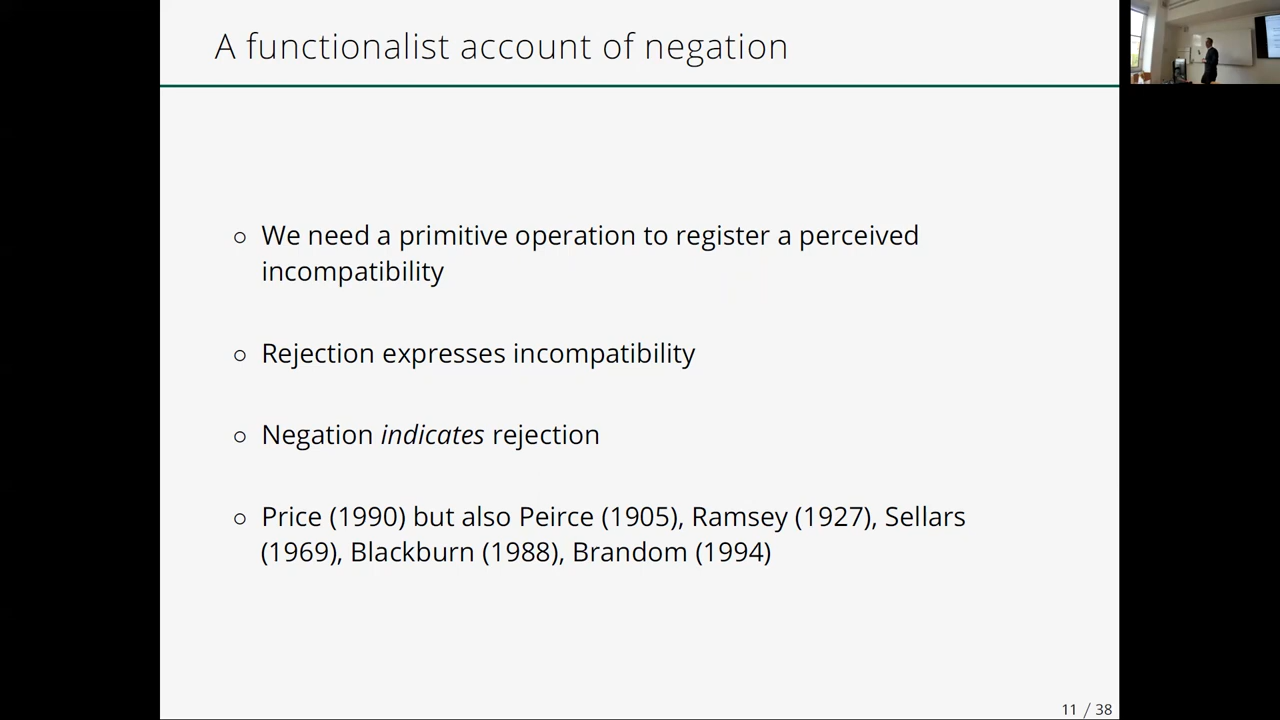 A functionalist account of negation
○ We need a primitive operation to register a perceived
incompatibility
○ Rejection expresses incompatibility
○ Negation indicates rejection
○ Price (1990) but also Peirce (1905), Ramsey (1927), Sellars
(1969), Blackburn (1988), Brandom (1994)
11 / 38